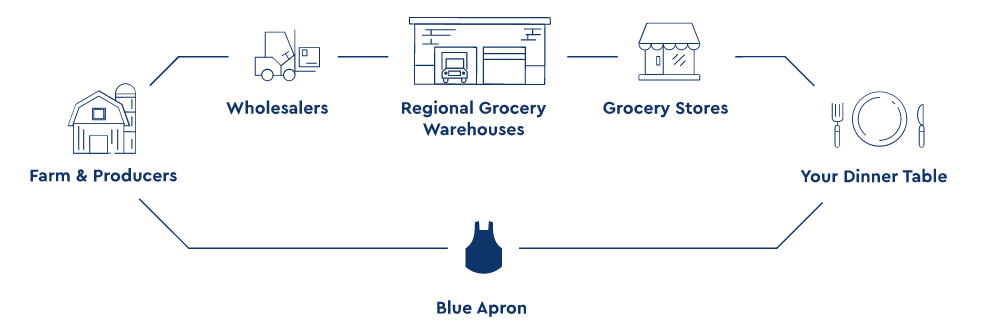 Wholesalers
Regional Grocery
Warehouses
Grocery Stores
Farm & Producers
Your Dinner Table
Blue Apron